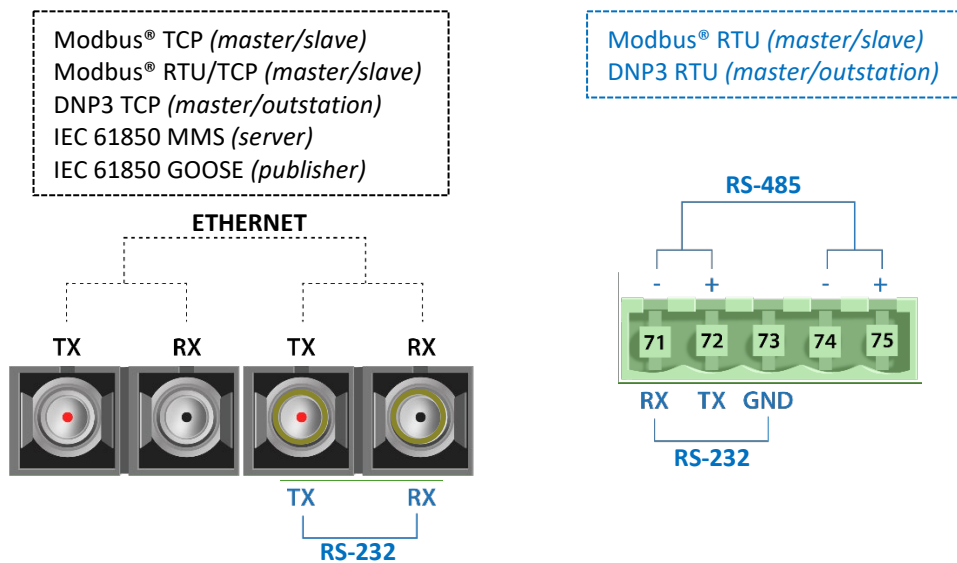 Modbus® TCP (master/slave)
Modbus® RTU/TCP (master/slave)
DNP3 TCP (master/outstation)
IEC 61850 MMS (server)
IEC 61850 GOOSE (publisher)
ETHERNET
TX RX TX RX
TX RX
RS-232
Modbus® RTU (master/slave)
DNP3 RTU (master/outstation)
RS-485
- + - +
71 72 73 74 75
RX TX GND
RS-232